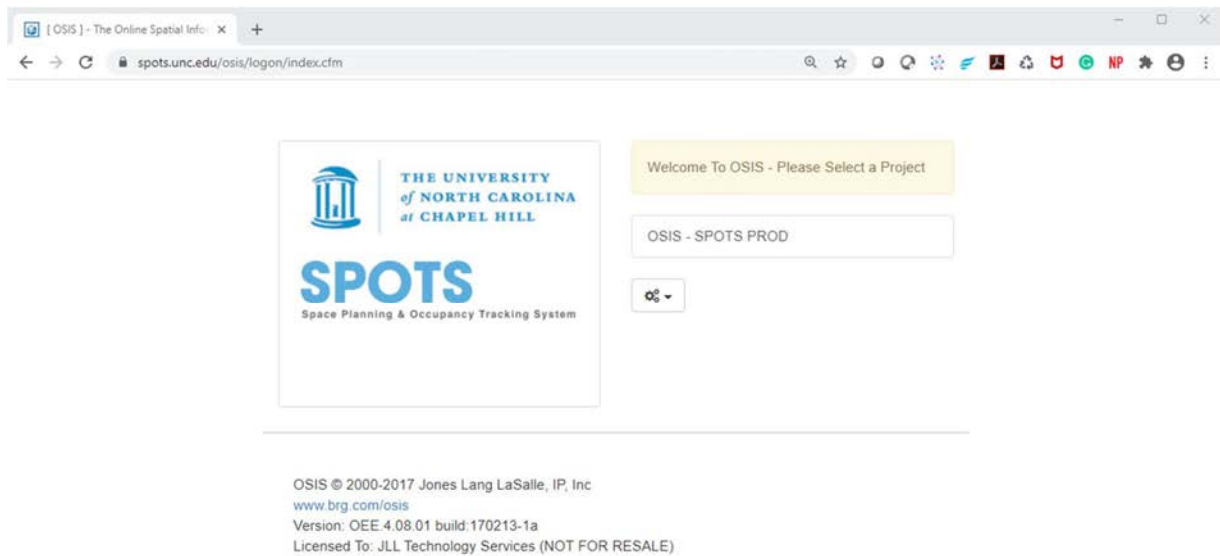 [ OSIS ] - The Online Spatial Info
spots.unc.edu/osis/logon/index.cfm
NP
THE UNIVERSITY
of NORTH CAROLINA
at CHAPEL HILL
SPOTS
Space Planning & Occupancy Tracking System
Welcome To OSIS - Please Select a Project
OSIS - SPOTS PROD
OSIS © 2000-2017 Jones Lang LaSalle, IP, Inc
www.brg.com/osis
Version: OEE.4.08.01 build:170213-1a
Licensed To: JLL Technology Services (NOT FOR RESALE)